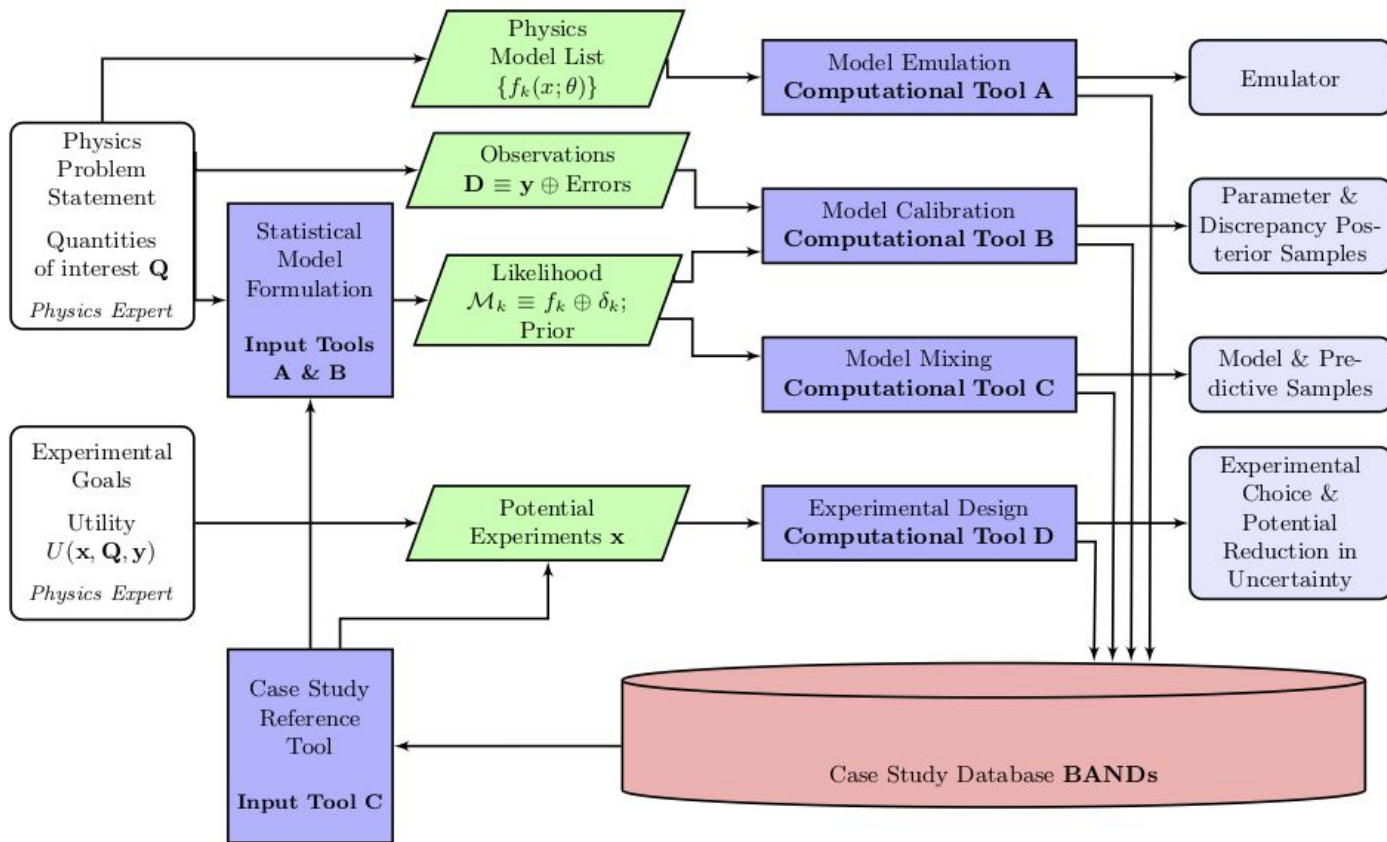 Physics
Model List
{f_k(x; θ)}
Model Emulation
Computational Tool A
Emulator
Physics
Problem
Statement
Quantities
of interest Q
Physics Expert
Observations
D ≡ y ⊕ Errors
Statistical
Model
Formulation
Input Tools
A & B
Likelihood
M_k ≡ f_k ⊕ δ_k;
Prior
Model Calibration
Computational Tool B
Parameter &
Discrepancy Pos-
terior Samples
Model Mixing
Computational Tool C
Model & Pre-
dictive Samples
Experimental
Goals
Utility
U(x, Q, y)
Physics Expert
Potential
Experiments x
Experimental Design
Computational Tool D
Experimental
Choice &
Potential
Reduction in
Uncertainty
Case Study
Reference
Tool
Input Tool C
Case Study Database BANDs